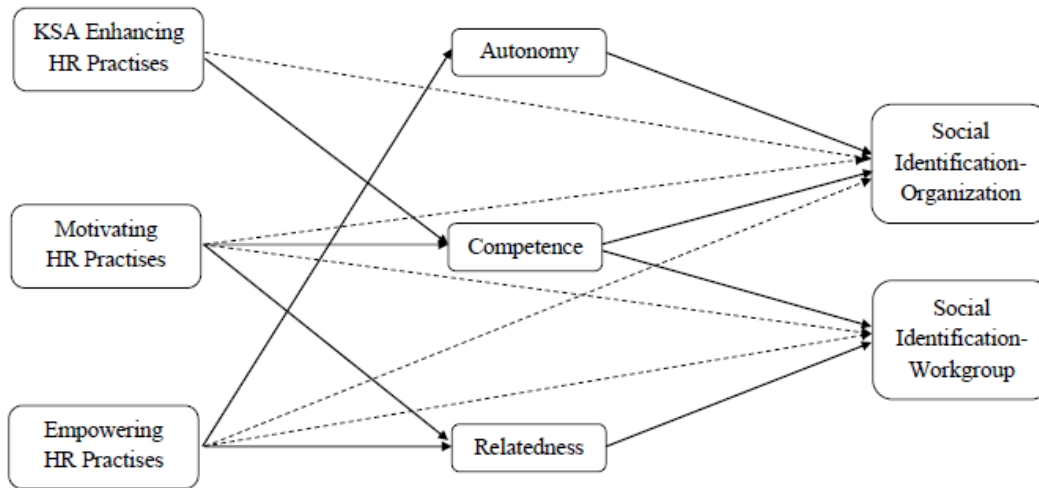 KSA Enhancing
HR Practises
Autonomy
Social
Identification-
Organization
Motivating
HR Practises
Competence
Social
Identification-
Workgroup
Empowering
HR Practises
Relatedness